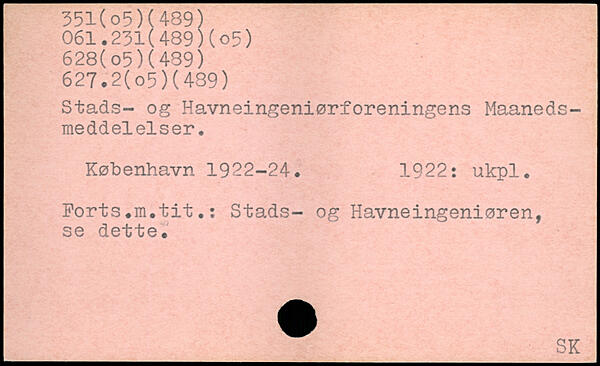 351(o5)(489)
061.231(489)(o5)
628(o5)(489)
627.2(o5)(489)
Stads- og Havneingeniørforeningens Maaneds-
meddelelser.
København 1922-24. 1922: ukpl.
Forts.m.tit.: Stads- og Havneingeniøren,
se dette.
SK